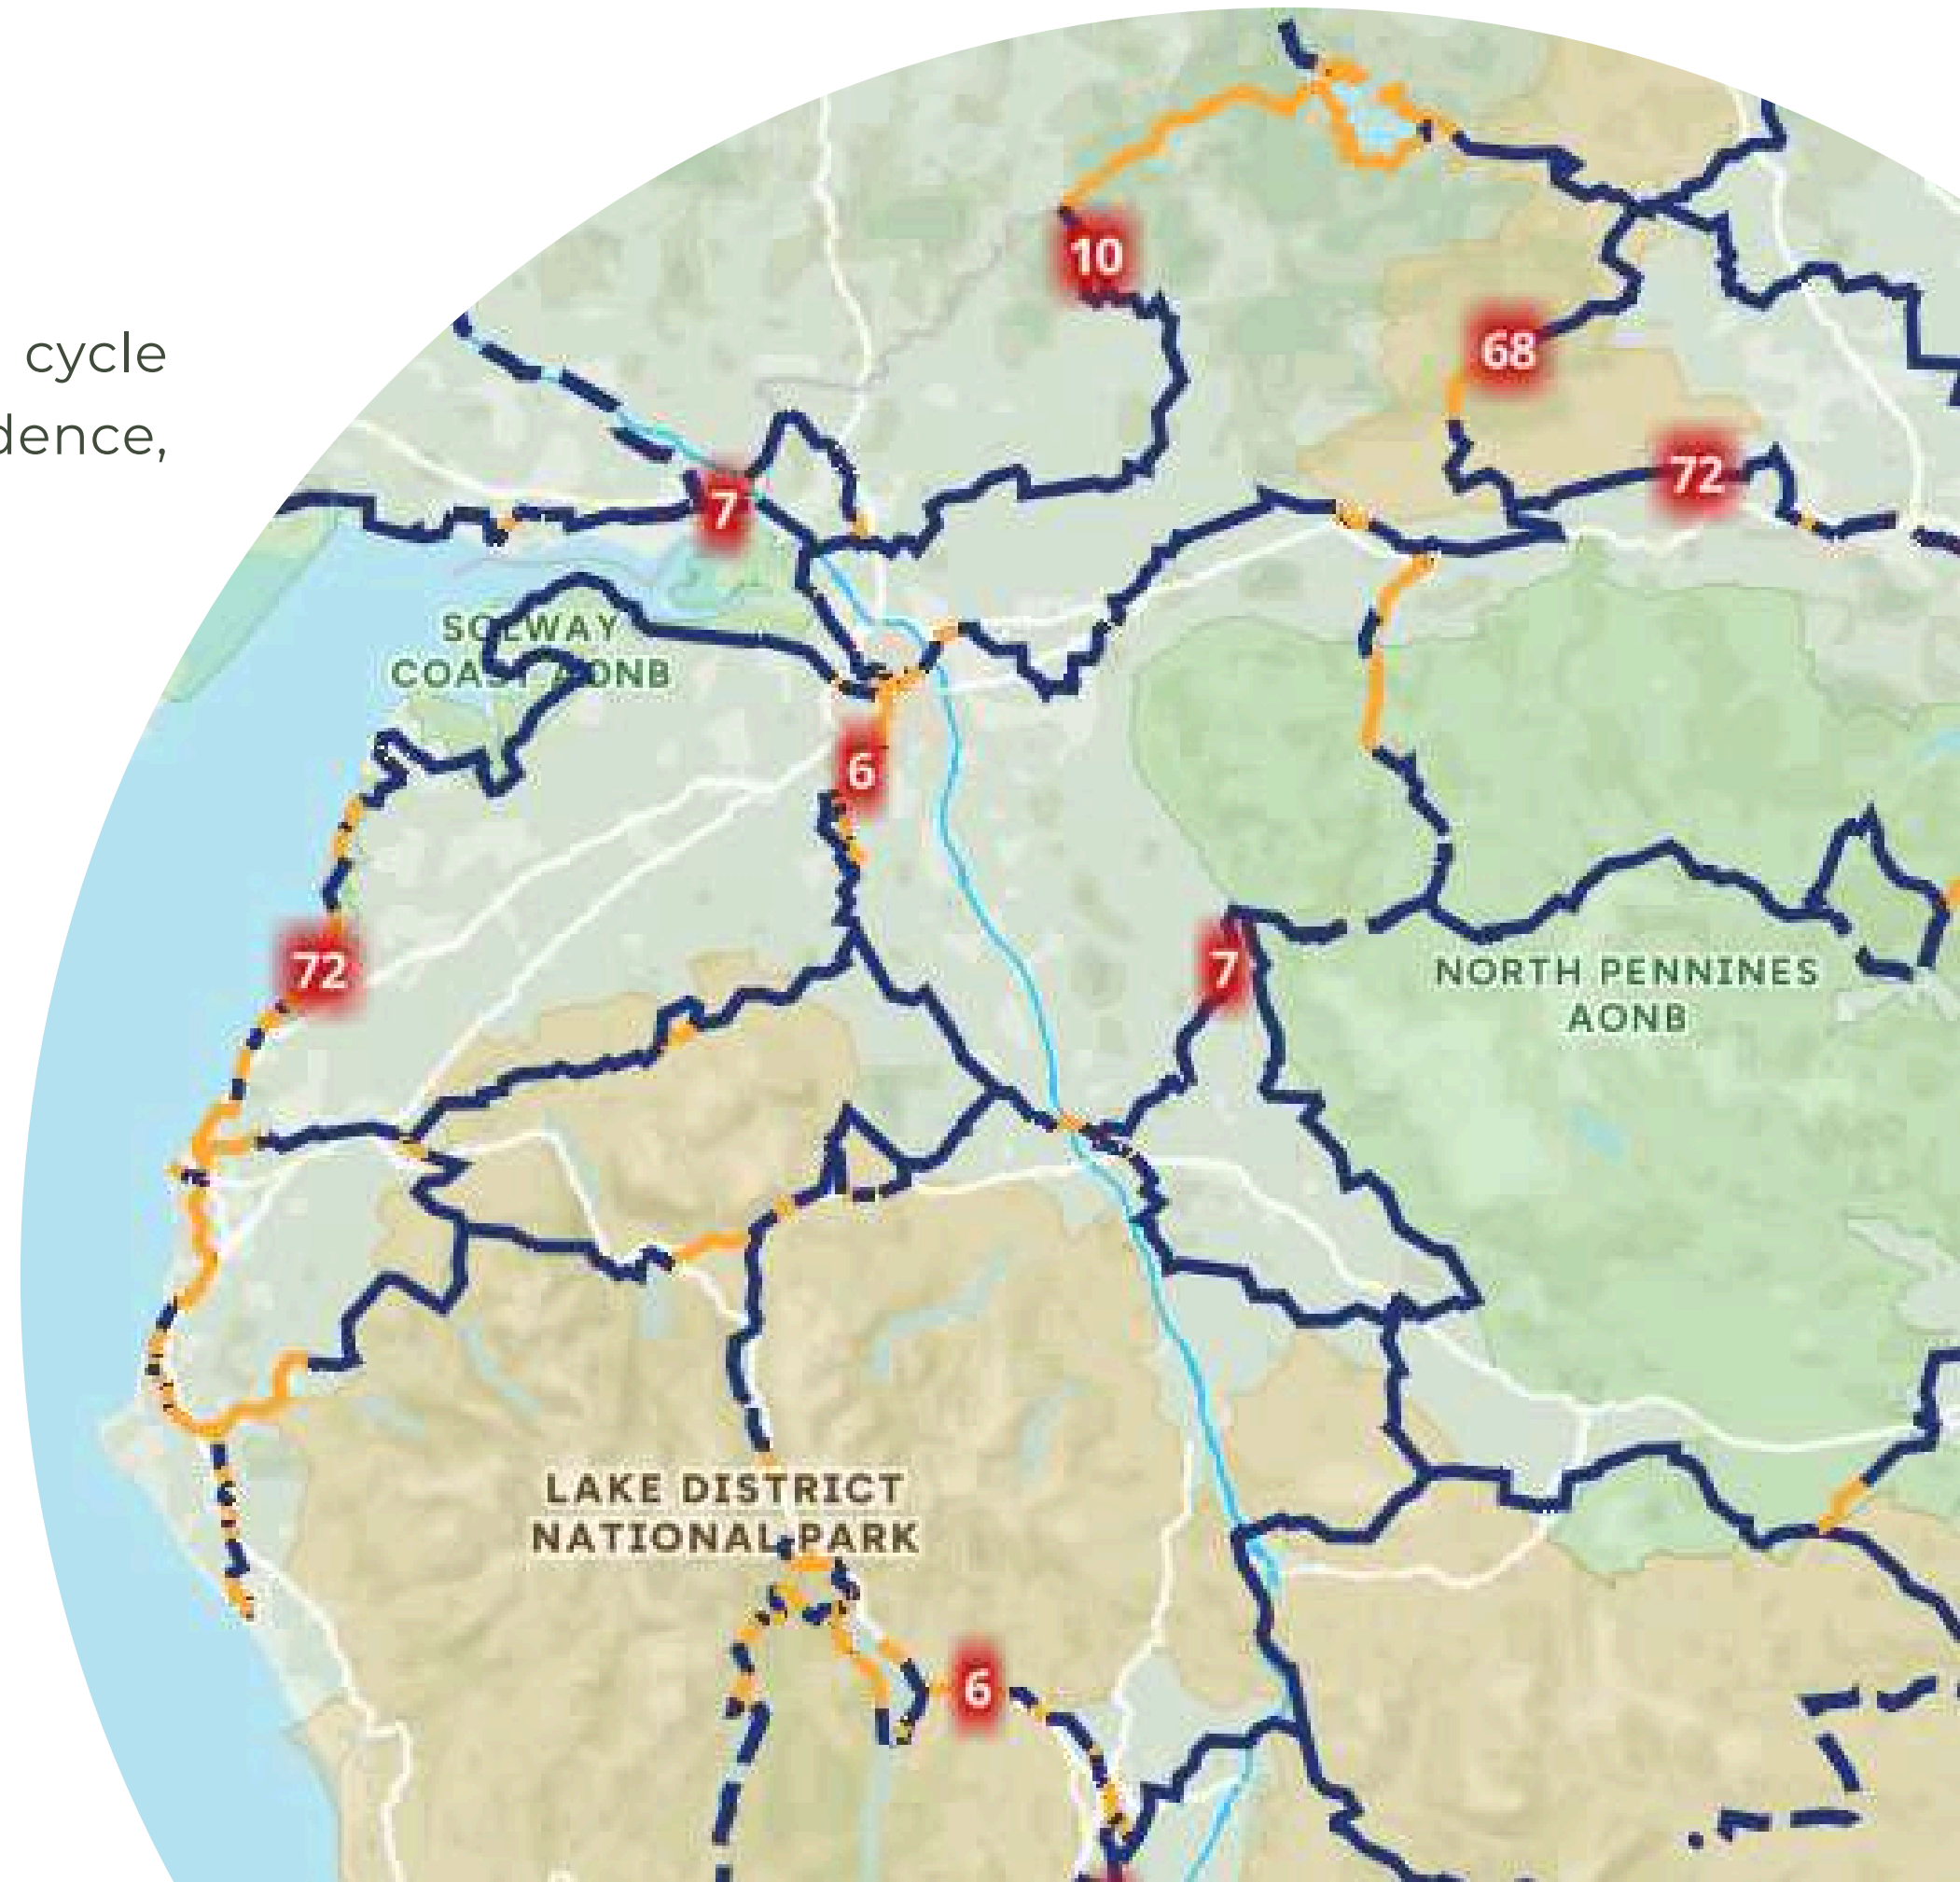 cycle
dence,
10
68
72
7
SOLWAY
COAST AONB
6
72
7
NORTH PENNINES
AONB
LAKE DISTRICT
NATIONAL PARK
6